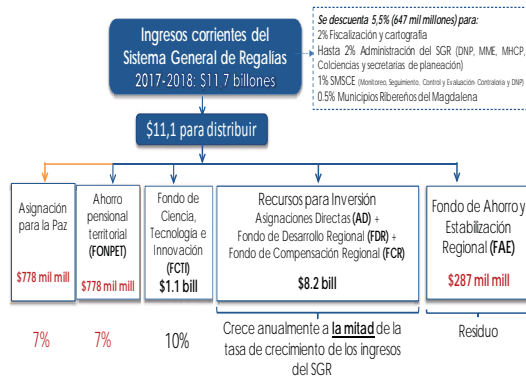 Ingresos corrientes del
Sistema General de Regalías
2017-2018: $11,7 billones
Se descuenta 5,5% (647 mil millones) para:
2% Fiscalización y cartografía
Hasta 2% Administración del SGR (DNP, MME, MHCP,
Colciencias y secretarias de planeación)
1% SMSCE (Monitoreo, Seguimiento, Control y Evaluación Contraloría y DNP)
0.5% Municipios Ribereños del Magdalena
$11,1 para distribuir
Asignación
para la Paz
$778 mil mill
Ahorro
pensional
territorial
(FONPET)
$778 mil mill
Fondo de
Ciencia,
Tecnología e
Innovación
(FCTI)
$1.1 bill
Recursos para Inversión
Asignaciones Directas (AD) +
Fondo de Desarrollo Regional (FDR) +
Fondo de Compensación Regional (FCR)
$8.2 bill
Fondo de Ahorro y
Estabilización
Regional (FAE)
$287 mil mill
7%
7%
10%
Crece anualmente a la mitad de la
tasa de crecimiento de los ingresos
del SGR
Residuo